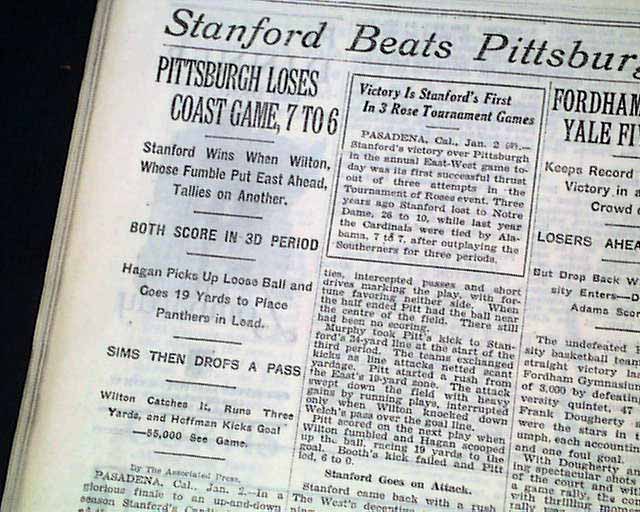 Stanford Beats
PITTSBURGH LOSES
COAST GAME, 7 TO 6
Stanford Wins When Wilton,
Whose Fumble Put East Ahead,
Tallies on Another.
BOTH SCORE IN 3D PERIOD
Hagan Picks Up Loose Ball and
Goes 19 Yards to Place
Panthers in Lead.
SIMS THEN DROFS A PASS
Wilton Catches It, Runs Three
Yards, and Hoffman Kicks Goal
—55,000 See Game.
By The Associated Press.
PASADENA, Cal., Jan. 2.—In a
glorious finale to an up-and-down
season Stanford's
Victory Is Stanford's First
In 3 Rose Tournament Games
PASADENA, Cal., Jan. 2 (AP).—
Stanford's victory over Pittsburgh
in the annual East-West game to-
day was its first successful thrust
out of three attempts in the
Tournament of Roses event. Three
years ago Stanford lost to Notre
Dame, 26 to 10, while last year
the Cardinals were tied by Ala-
bama, 7 to 7, after outplaying the
Southerners for three periods.
ties, intercepted passes and short
drives marking the play, with for-
tune favoring neither side. When
the half ended Pitt had the ball near
the centre of the field. There still
had been no scoring.
Murphy took Pitt's kick to Stan-
ford's 34-yard line at the start of the
third period. The teams exchanged
kicks as line attacks netted scant
yardage. Pitt started a rush from
the East's 10-yard zone. The attack
swept down the field with heavy
gains by running plays, interrupted
only when Wilton knocked down
Welch's pass over the goal line.
Pitt scored on the next play when
Wilton fumbled and Hagan scooped
up the ball, racing 19 yards to the
goal. Booth's kick failed and Pitt
led, 6 to 0.
Stanford Goes on Attack.
Stanford came back with a rush
FORDHAM
YALE
Keeps Record
Victory in a
Crowd
LOSERS
But Drop Back
sity Enters—
Adams
The undefeated
sity basketball
straight victory
Fordham Gymnasium
of 3,000 by defeating
versity quintet, 47
Frank Dougherty
were the stars in
umph, each
and one foul goal.
With Dougherty
ing spectacular shots
of the court and
a game rally, the
with thrilling